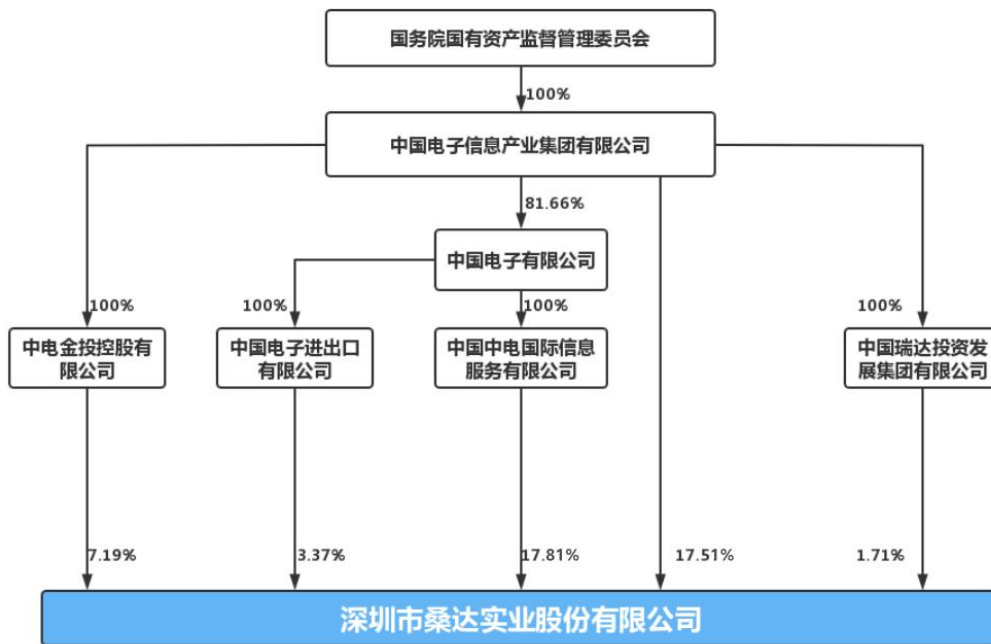 国务院国有资产监督管理委员会
100%
中国电子信息产业集团有限公司
81.66%
中国电子有限公司
100%
100%
100%
100%
中电金投控股有
限公司
中国电子进出口
有限公司
中国中电国际信息
服务有限公司
中国瑞达投资发
展集团有限公司
7.19%
3.37%
17.81%
17.51%
1.71%
深圳市桑达实业股份有限公司